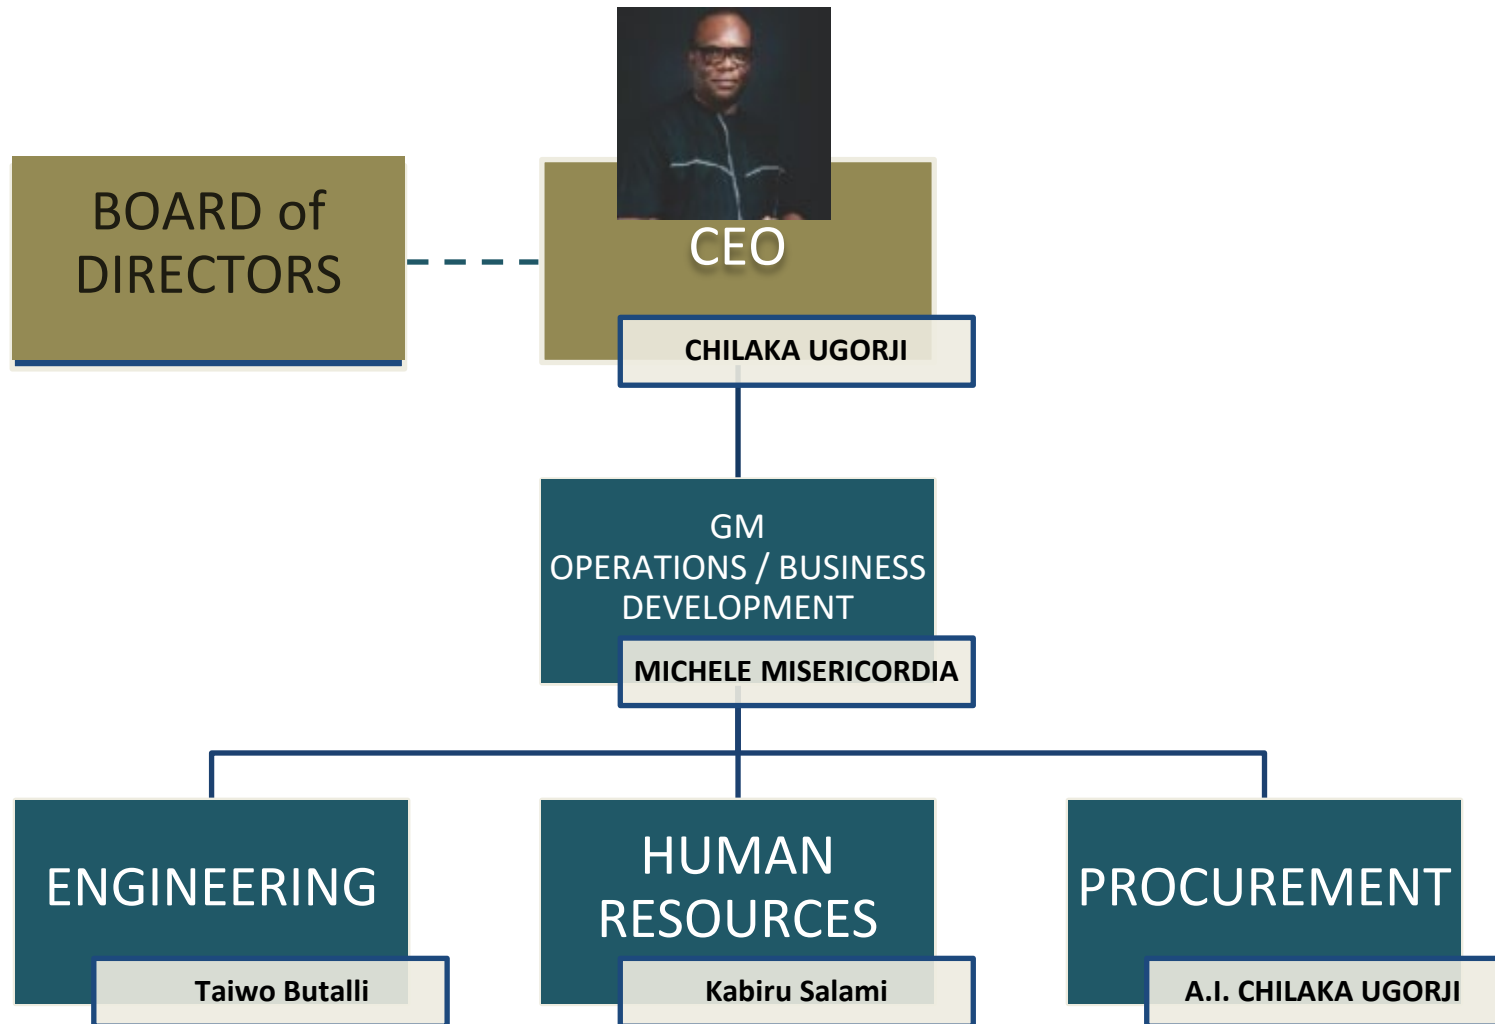 BOARD of
DIRECTORS
CEO
CHILAKA UGORJI
GM
OPERATIONS / BUSINESS
DEVELOPMENT
MICHELE MISERICORDIA
ENGINEERING
Taiwo Butalli
HUMAN
RESOURCES
Kabiru Salami
PROCUREMENT
A.I. CHILAKA UGORJI